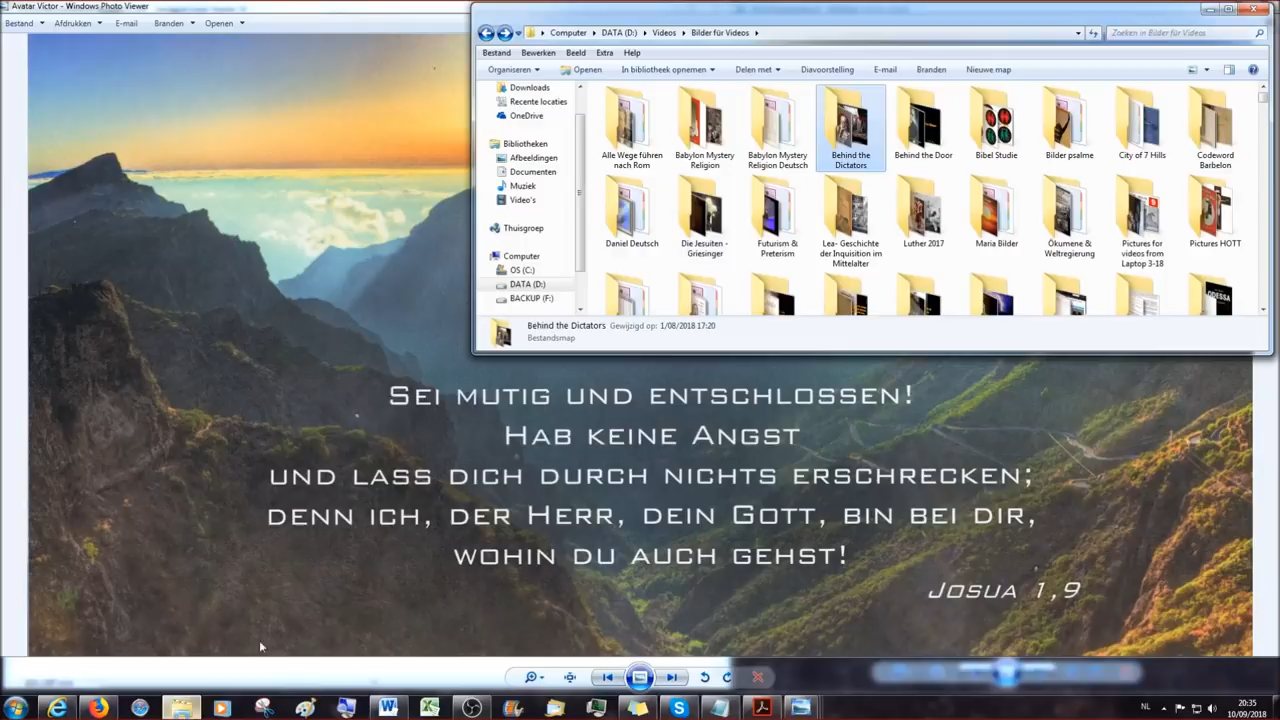 Avatar Victor - Windows Photo Viewer
Bestand Afdrukken E-mail Branden Openen
Computer DATA (D:) Videos Bilder für Videos
Zoeken in Bilder für Videos
Bestand Bewerken Beeld Extra Help
Organiseren Openen In bibliotheek opnemen Delen met Diavoorstelling E-mail Branden Nieuwe map
Downloads
Recente locaties
OneDrive
Bibliotheken
Afbeeldingen
Documenten
Muziek
Video's
Thuisgroep
Computer
OS (C:)
DATA (D:)
BACKUP (F:)
Alle Wege führen
nach Rom
Babylon Mystery
Religion
Babylon Mystery
Religion Deutsch
Behind the
Dictators
Behind the Door
Bibel Studie
Bilder psalme
City of 7 Hills
Codeword
Barbelon
Daniel Deutsch
Die Jesuiten -
Griesinger
Futurism &
Preterism
Lea- Geschichte
der Inquisition im
Mittelalter
Luther 2017
Maria Bilder
Ökumene &
Weltregierung
Pictures for
videos from
Laptop 3-18
Pictures HOTT
ODESSA
Behind the Dictators Gewijzigd op: 1/08/2018 17:20
Bestandsmap
Sei mutig und entschlossen!
Hab keine Angst
und lass dich durch nichts erschrecken;
denn ich, der Herr, dein Gott, bin bei dir,
wohin du auch gehst!
Josua 1,9
NL
20:35
10/09/2018